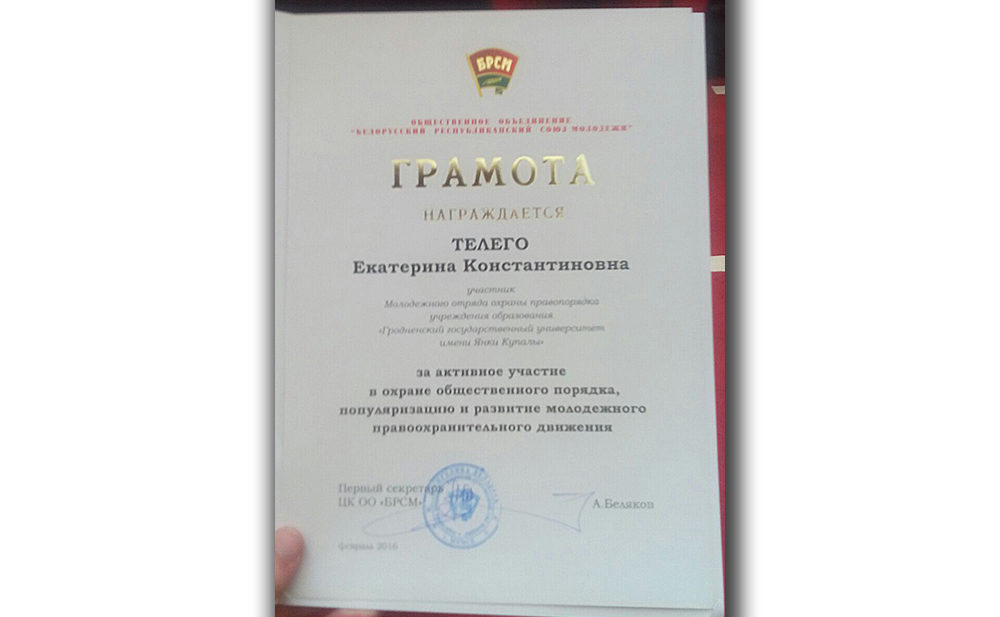 БРСМ
ОБЩЕСТВЕННОЕ ОБЪЕДИНЕНИЕ
"БЕЛОРУССКИЙ РЕСПУБЛИКАНСКИЙ СОЮЗ МОЛОДЕЖИ"
ГРАМОТА
НАГРАЖДАЕТСЯ
ТЕЛЕГО
Екатерина Константиновна
участник
Молодежного отряда охраны правопорядка
учреждения образования
«Гродненский государственный университет
имени Янки Купалы»
за активное участие
в охране общественного порядка,
популяризацию и развитие молодежного
правоохранительного движения
Первый секретарь
ЦК ОО «БРСМ»
А.Беляков
февраль 2016